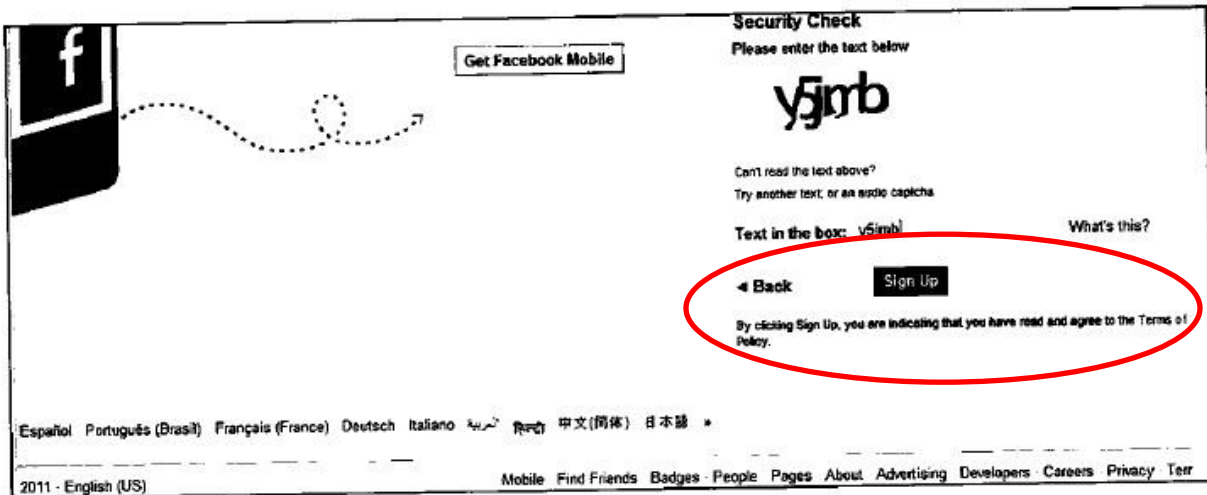 f
Get Facebook Mobile
Security Check
Please enter the text below
y5jmb
Can't read the text above?
Try another text, or an audio captcha
Text in the box: y5jmb
What's this?
◄ Back
Sign Up
By clicking Sign Up, you are indicating that you have read and agree to the Terms of
Policy.
Español Português (Brasil) Français (France) Deutsch Italiano العربية हिन्दी 中文(简体) 日本語 »
2011 · English (US)
Mobile Find Friends Badges · People Pages About Advertising Developers · Careers Privacy Terr